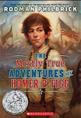 RODMAN PHILBRICK
THE
Mostly True
ADVENTURES OF
HOMER P. FIGG